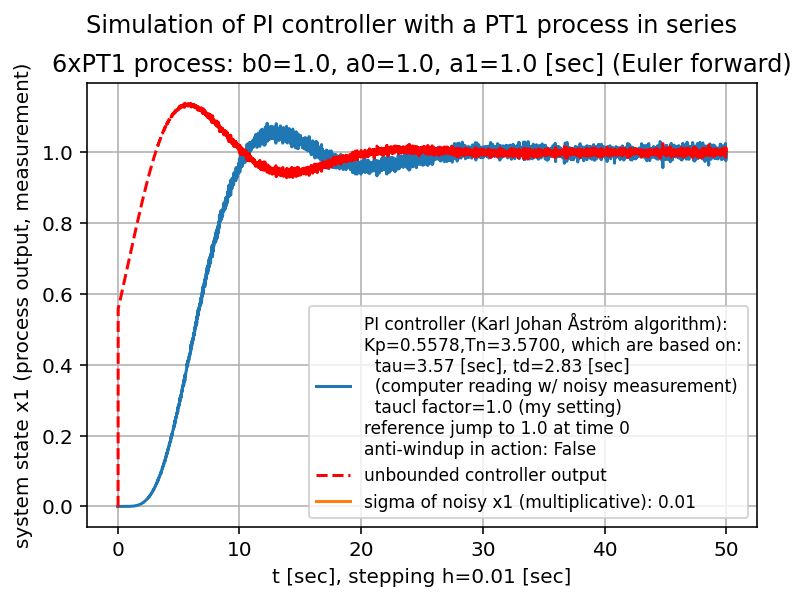 Simulation of PI controller with a PT1 process in series
6xPT1 process: b0=1.0, a0=1.0, a1=1.0 [sec] (Euler forward)
system state x1 (process output, measurement)
1.0
0.8
0.6
0.4
0.2
0.0
PI controller (Karl Johan Åström algorithm):
Kp=0.5578,Tn=3.5700, which are based on:
tau=3.57 [sec], td=2.83 [sec]
(computer reading w/ noisy measurement)
taucl factor=1.0 (my setting)
reference jump to 1.0 at time 0
anti-windup in action: False
unbounded controller output
sigma of noisy x1 (multiplicative): 0.01
0 10 20 30 40 50
t [sec], stepping h=0.01 [sec]